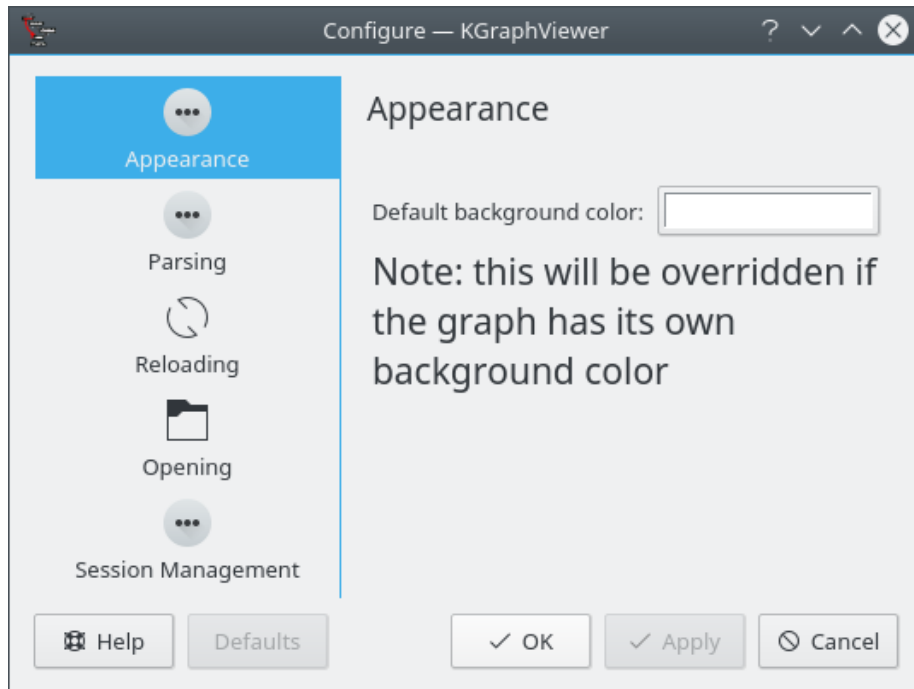 Configure — KGraphViewer
Appearance
Parsing
Reloading
Opening
Session Management
Appearance
Default background color:
Note: this will be overridden if
the graph has its own
background color
Help
Defaults
OK
Apply
Cancel